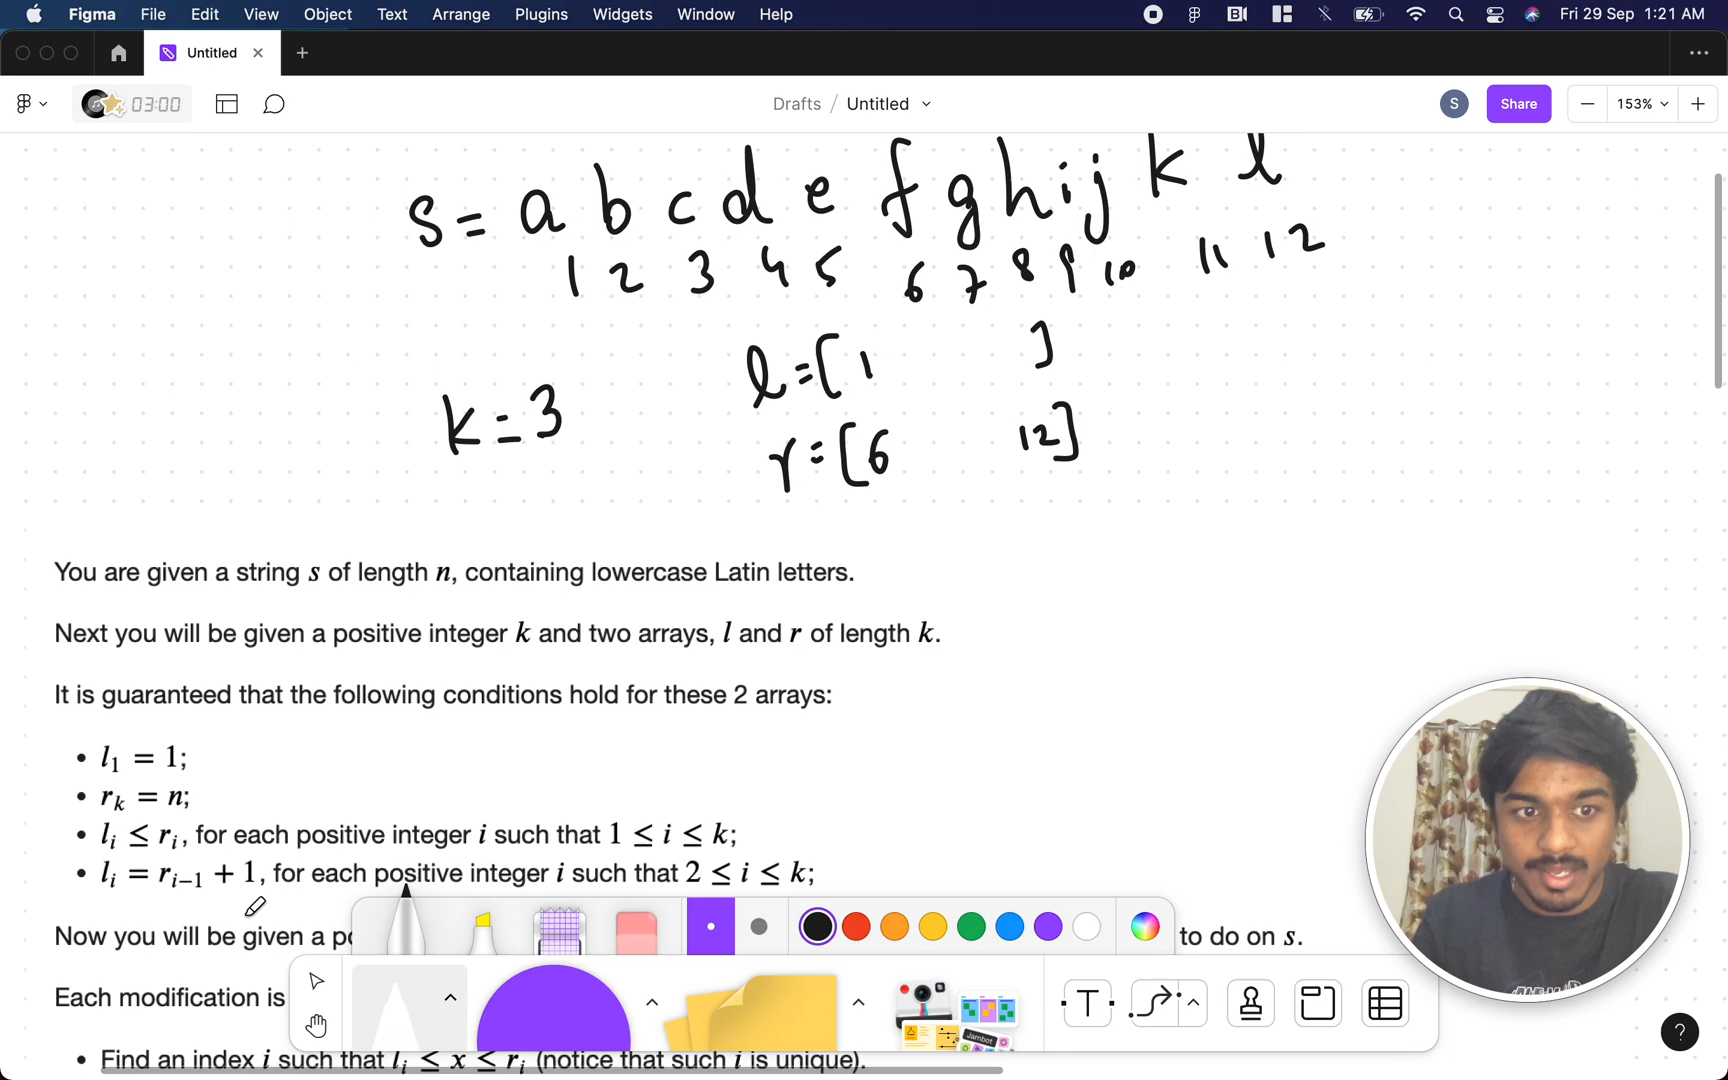 Figma File Edit View Object Text Arrange Plugins Widgets Window Help Fri 29 Sep 1:21 AM
Untitled
03:00 Drafts / Untitled S Share 153%
s = a b c d e f g h i j k l
1 2 3 4 5 6 7 8 9 10 11 12
l = [ 1 ]
k = 3
r = [ 6 12 ]
You are given a string s of length n, containing lowercase Latin letters.
Next you will be given a positive integer k and two arrays, l and r of length k.
It is guaranteed that the following conditions hold for these 2 arrays:
• l₁ = 1;
• rₖ = n;
• lᵢ ≤ rᵢ, for each positive integer i such that 1 ≤ i ≤ k;
• lᵢ = rᵢ₋₁ + 1, for each positive integer i such that 2 ≤ i ≤ k;
Now you will be given a po to do on s.
Each modification is
T
• Find an index i such that lᵢ ≤ x ≤ rᵢ (notice that such i is unique).
?